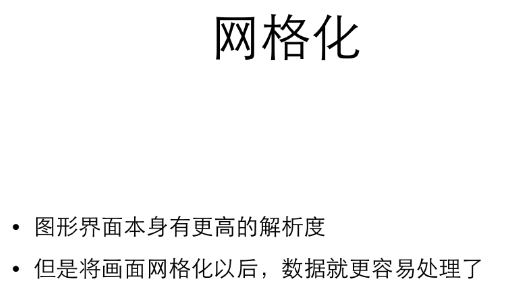 网格化
• 图形界面本身有更高的解析度
• 但是将画面网格化以后，数据就更容易处理了